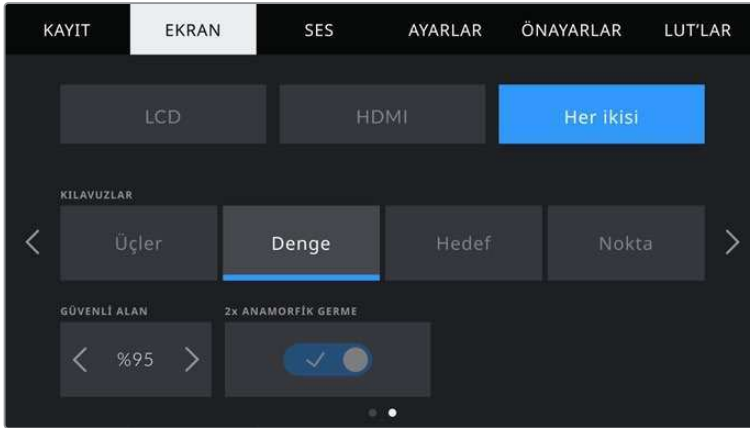 KAYIT EKRAN SES AYARLAR ÖNAYARLAR LUT'LAR
LCD HDMI Her ikisi
KILAVUZLAR
Üçler Denge Hedef Nokta
GÜVENLİ ALAN 2x ANAMORFİK GERME
%95